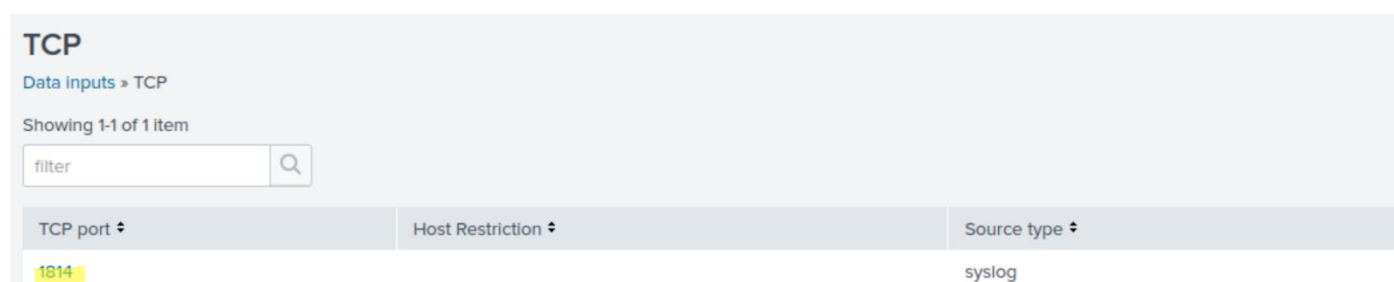 TCP
Data inputs » TCP
Showing 1-1 of 1 item
filter
TCP port Host Restriction Source type
1814 syslog